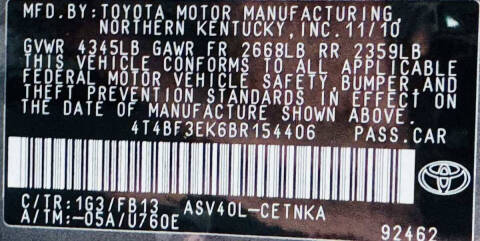 MFD.BY:TOYOTA MOTOR MANUFACTURING,
NORTHERN KENTUCKY,INC.11/10
GVWR 4345LB GAWR FR 2668LB RR 2359LB
THIS VEHICLE CONFORMS TO ALL APPLICABLE
FEDERAL MOTOR VEHICLE SAFETY,BUMPER,AND
THEFT PREVENTION STANDARDS IN EFFECT ON
THE DATE OF MANUFACTURE SHOWN ABOVE.
4T4BF3EK6BR154406 PASS.CAR
C/TR:1G3/FB13 ASV40L-CETNKA
A/TM:-05A/U760E
92462